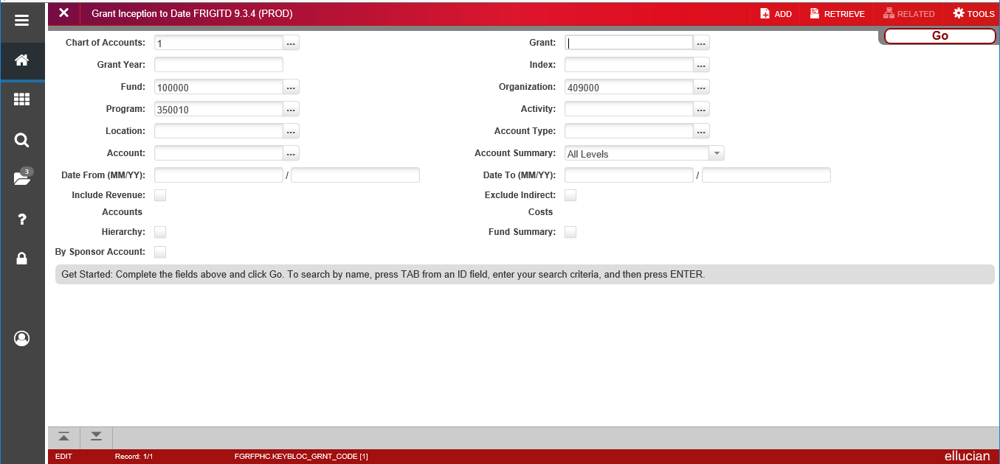 Grant Inception to Date FRIGITD 9.3.4 (PROD) ADD RETRIEVE RELATED TOOLS
Go
Chart of Accounts: 1 ... Grant: ...
Grant Year: Index: ...
Fund: 100000 ... Organization: 409000 ...
Program: 350010 ... Activity: ...
Location: ... Account Type: ...
Account: ... Account Summary: All Levels
3
Date From (MM/YY): / Date To (MM/YY): /
Include Revenue: Exclude Indirect:
Accounts Costs
Hierarchy: Fund Summary:
By Sponsor Account:
Get Started: Complete the fields above and click Go. To search by name, press TAB from an ID field, enter your search criteria, and then press ENTER.
EDIT Record: 1/1 FGRFPHC.KEYBLOC_GRNT_CODE [1] ellucian